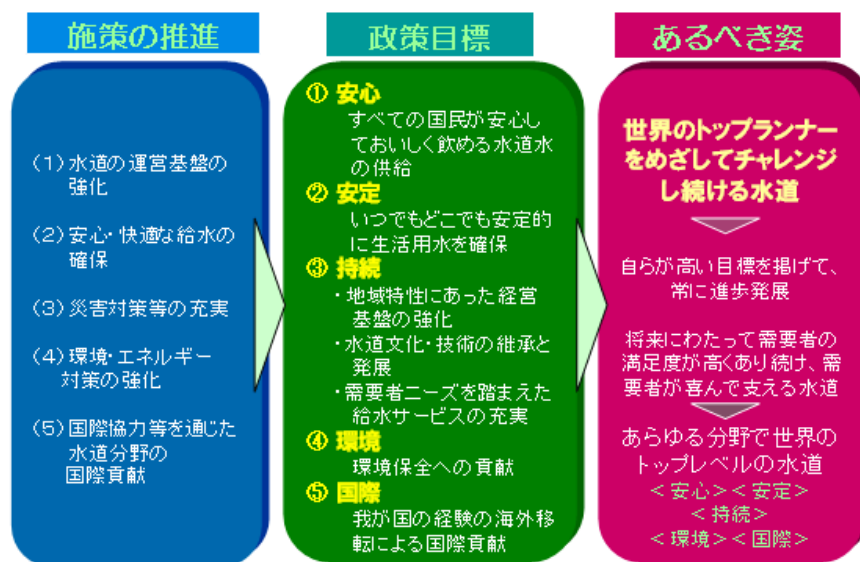 施策の推進
(1)水道の運営基盤の
強化
(2)安心・快適な給水の
確保
(3)災害対策等の充実
(4)環境・エネルギー
対策の強化
(5)国際協力等を通じた
水道分野の
国際貢献
政策目標
① 安心
すべての国民が安心し
ておいしく飲める水道水
の供給
② 安定
いつでもどこでも安定的
に生活用水を確保
③ 持続
・地域特性にあった経営
基盤の強化
・水道文化・技術の継承と
発展
・需要者ニーズを踏まえた
給水サービスの充実
④ 環境
環境保全への貢献
⑤ 国際
我が国の経験の海外移
転による国際貢献
あるべき姿
世界のトップランナー
をめざしてチャレンジ
し続ける水道
自らが高い目標を掲げて、
常に進歩発展
将来にわたって需要者の
満足度が高くあり続け、需
要者が喜んで支える水道
あらゆる分野で世界の
トップレベルの水道
<安心><安定>
<持続>
<環境><国際>